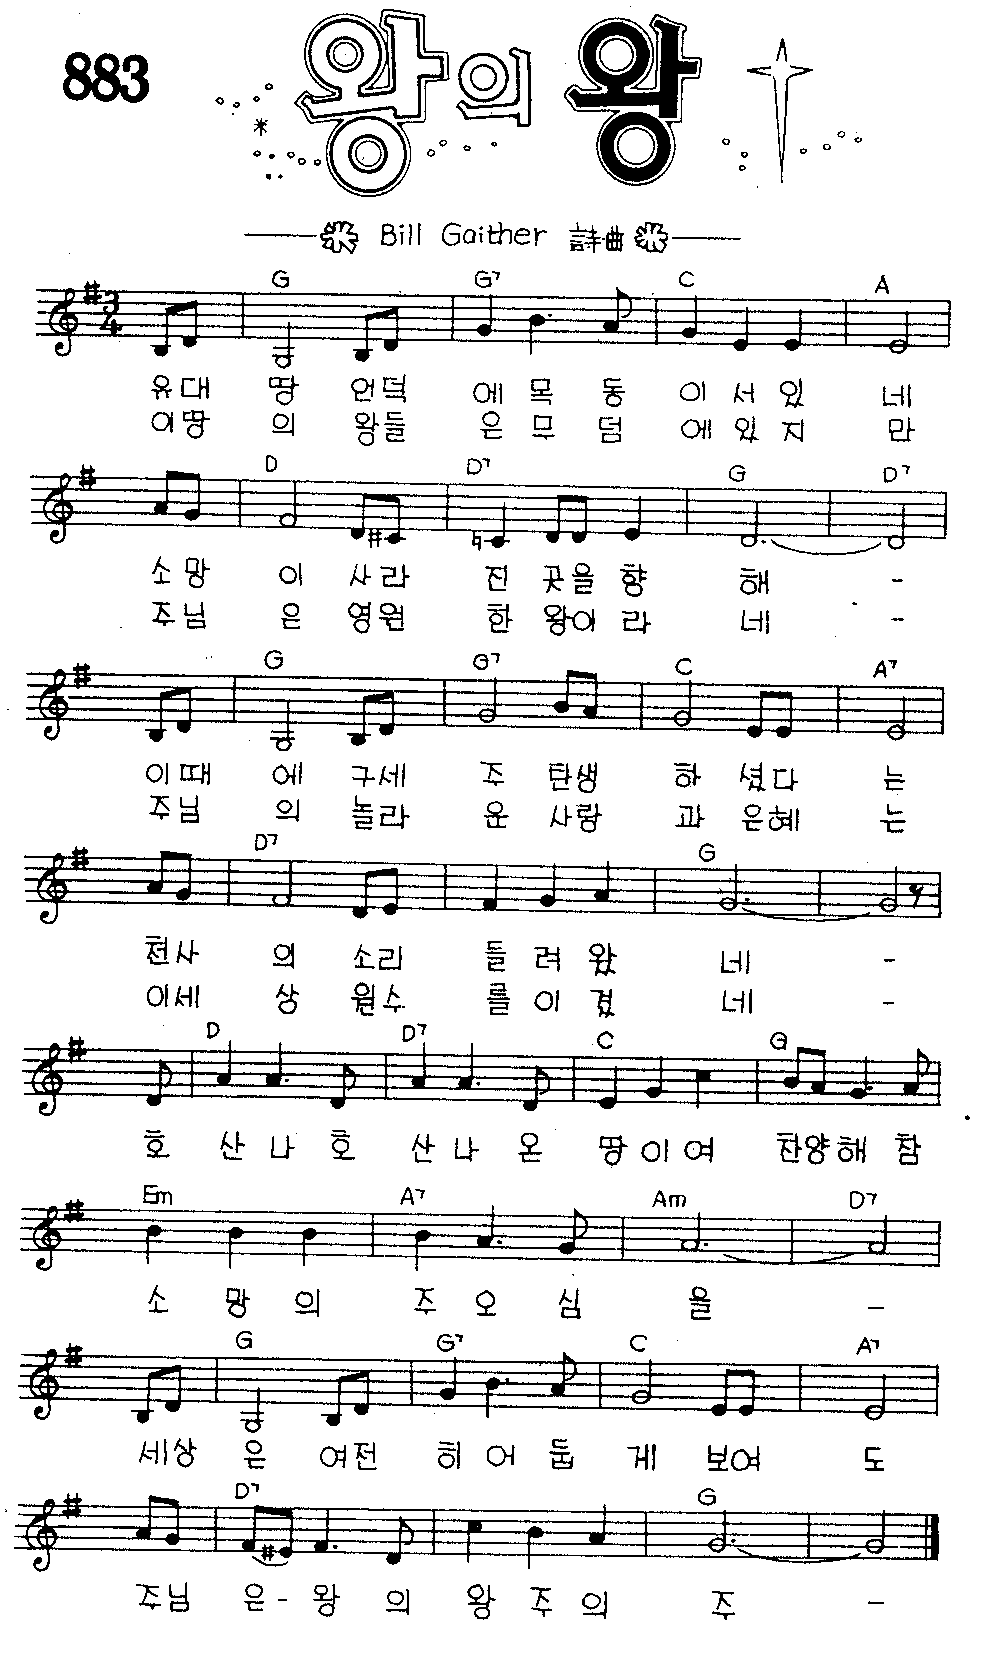 883
왕의 왕
Bill Gaither 詩曲
G G7 C A
유대 땅 언덕 에 목 동 이 서 있 네
이땅 의 왕들 은 무 덤 에 있 지 만
D D7 G D7
소망 이 사라 진 곳을 향 해 -
주님 은 영원 한 왕이 라 네 -
G G7 C A7
이때 에 구세 주 탄생 하 셨다 는
주님 의 놀라 운 사랑 과 은혜 는
D7 G
천사 의 소리 들 려 왔 네 -
이세 상 원수 를 이 겼 네 -
D D7 C G
호 산 나 호 산 나 온 땅 이 여 찬양 해 참
Em A7 Am D7
소 망 의 주 오 심 을 -
G G7 C A7
세상 은 여전 히 어 둡 게 보여 도
D7 G
주님 은- 왕 의 왕 주 의 주 -